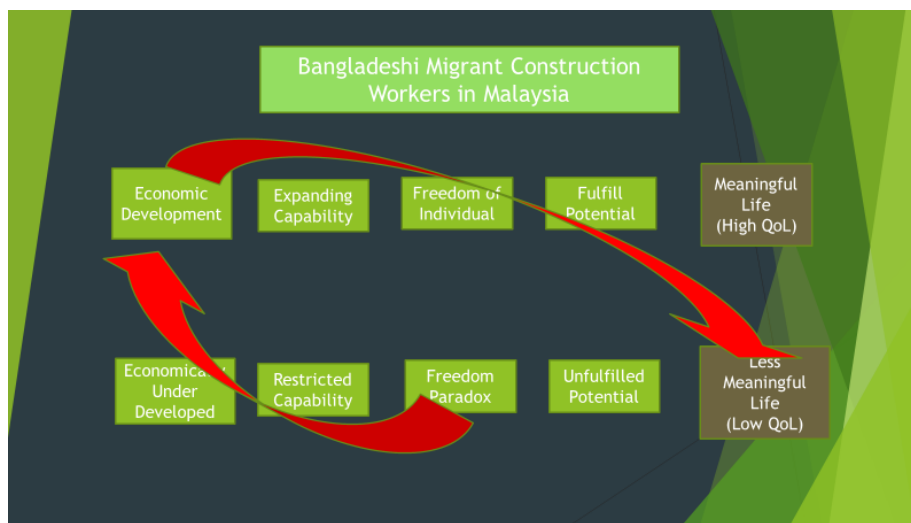 Bangladeshi Migrant Construction
Workers in Malaysia
Economic
Development
Expanding
Capability
Freedom of
Individual
Fulfill
Potential
Meaningful
Life
(High QoL)
Economically
Under
Developed
Restricted
Capability
Freedom
Paradox
Unfulfilled
Potential
Less
Meaningful
Life
(Low QoL)